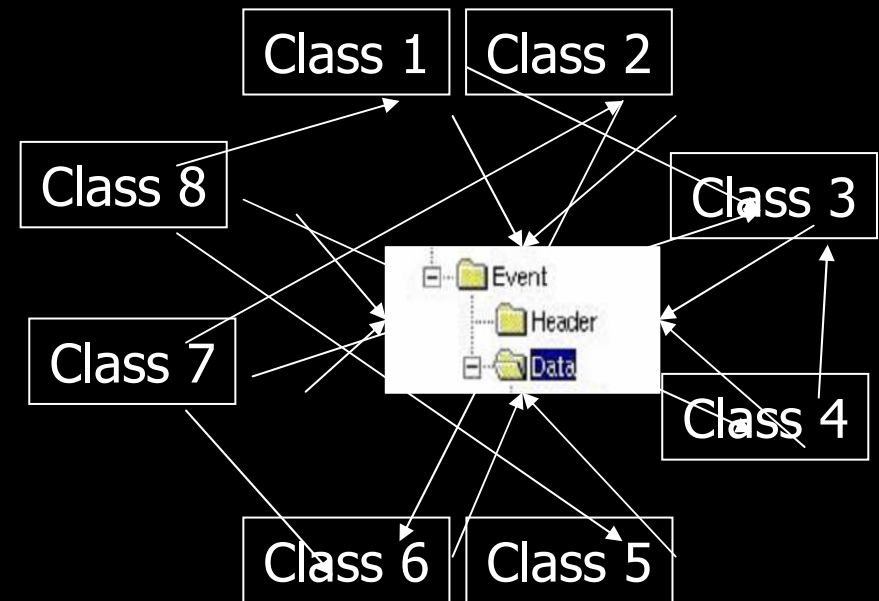 Class 1
Class 2
Class 8
Class 3
Event
Header
Data
Class 7
Class 4
Class 6
Class 5